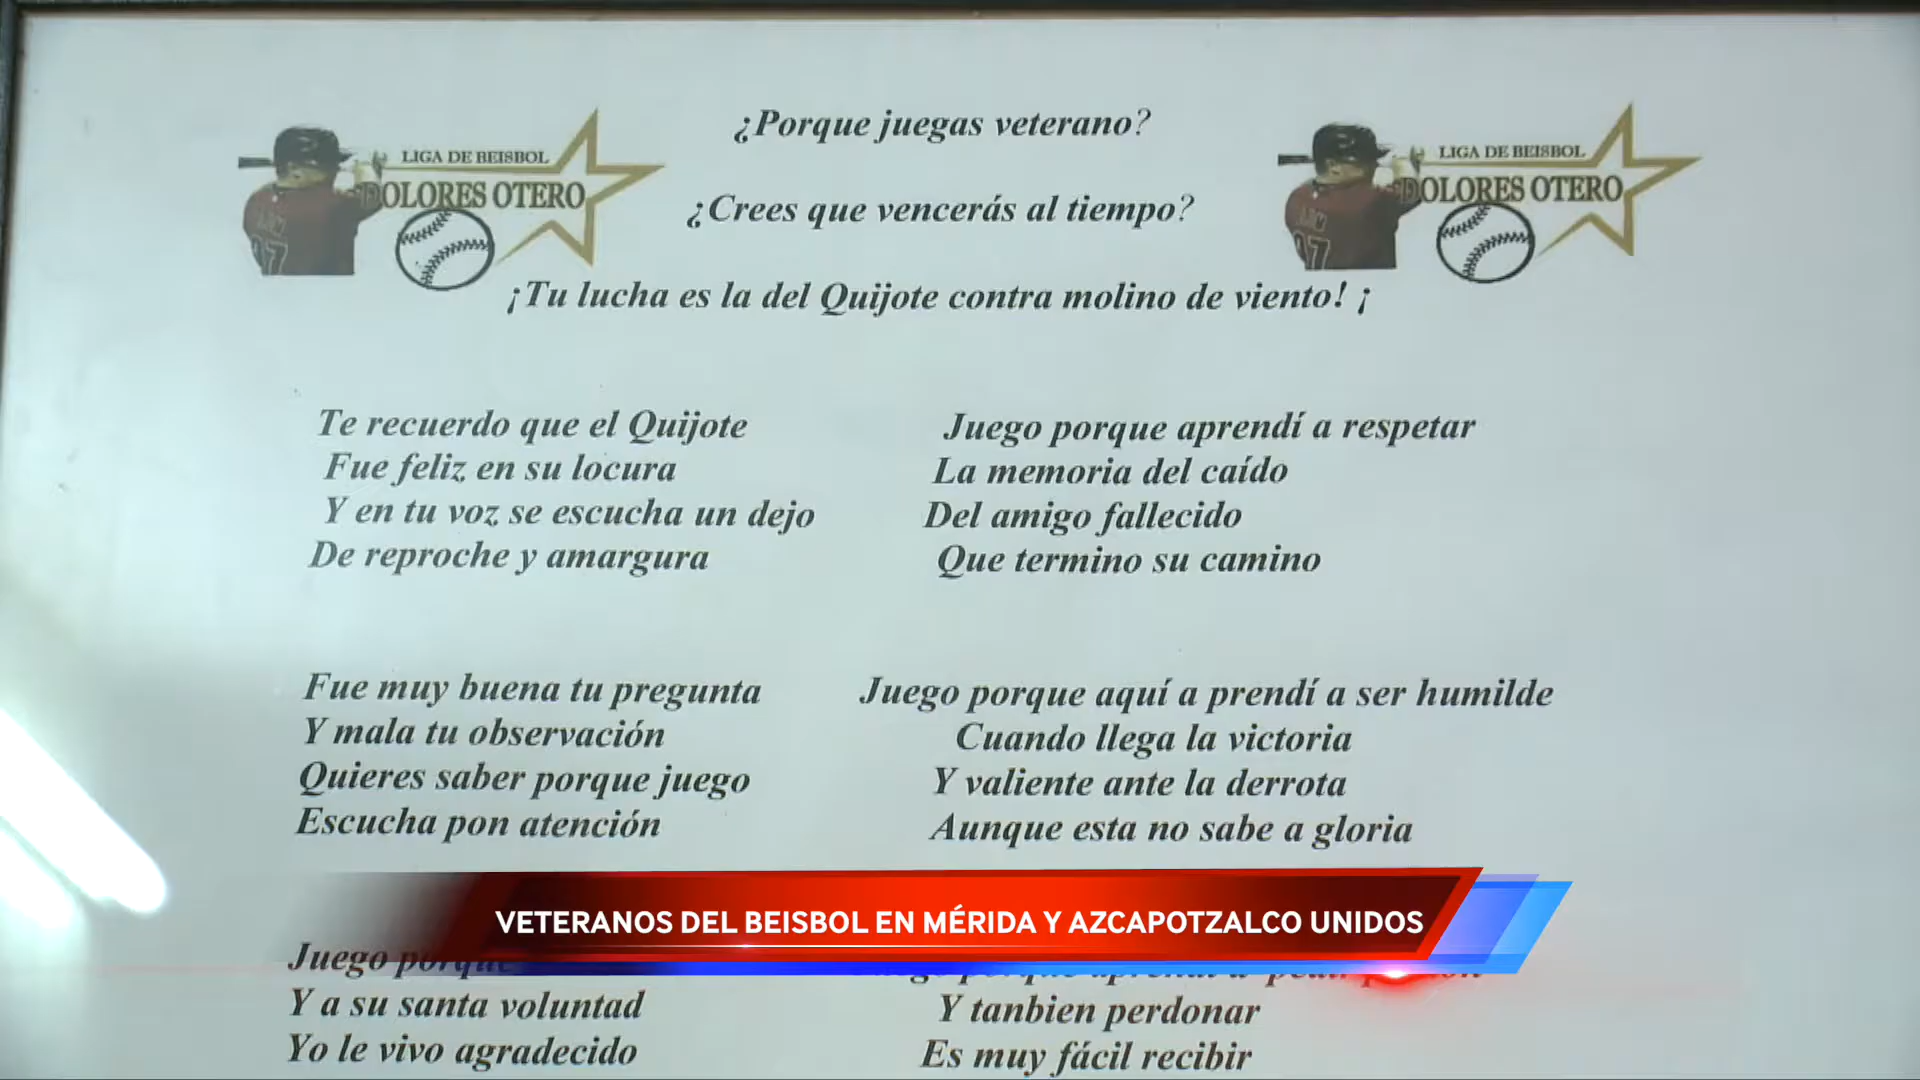 ¿Porque juegas veterano?
LIGA DE BEISBOL
DOLORES OTERO
LIGA DE BEISBOL
DOLORES OTERO
¿Crees que vencerás al tiempo?
¡Tu lucha es la del Quijote contra molino de viento! ¡
Te recuerdo que el Quijote
Fue feliz en su locura
Y en tu voz se escucha un dejo
De reproche y amargura
Fue muy buena tu pregunta
Y mala tu observación
Quieres saber porque juego
Escucha pon atención
Juego porque
Y a su santa voluntad
Yo le vivo agradecido
Juego porque aprendí a respetar
La memoria del caído
Del amigo fallecido
Que termino su camino
Juego porque aquí a prendí a ser humilde
Cuando llega la victoria
Y valiente ante la derrota
Aunque esta no sabe a gloria
Y tanbien perdonar
Es muy fácil recibir
VETERANOS DEL BEISBOL EN MÉRIDA Y AZCAPOTZALCO UNIDOS